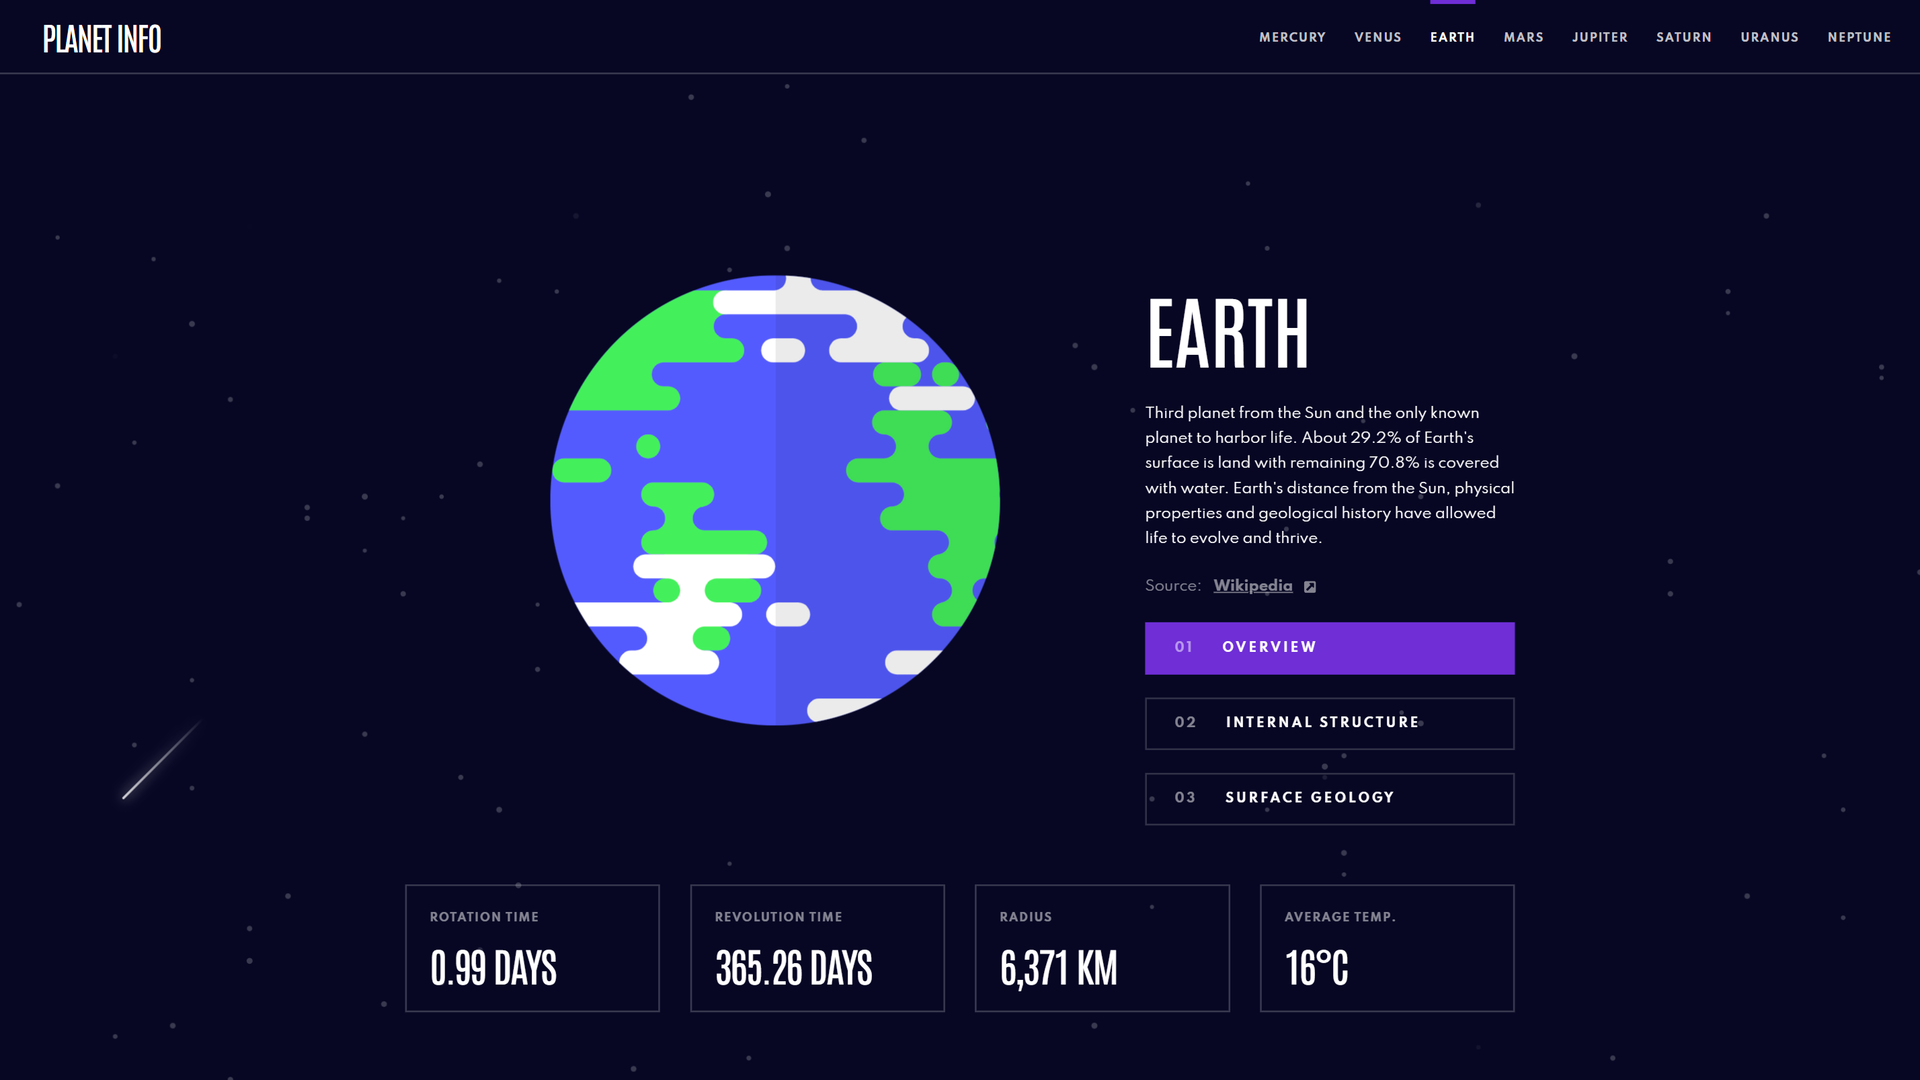 PLANET INFO
MERCURY VENUS EARTH MARS JUPITER SATURN URANUS NEPTUNE
EARTH
Third planet from the Sun and the only known
planet to harbor life. About 29.2% of Earth's
surface is land with remaining 70.8% is covered
with water. Earth's distance from the Sun, physical
properties and geological history have allowed
life to evolve and thrive.
Source: Wikipedia
01 OVERVIEW
02 INTERNAL STRUCTURE
03 SURFACE GEOLOGY
ROTATION TIME
0.99 DAYS
REVOLUTION TIME
365.26 DAYS
RADIUS
6,371 KM
AVERAGE TEMP.
16°C